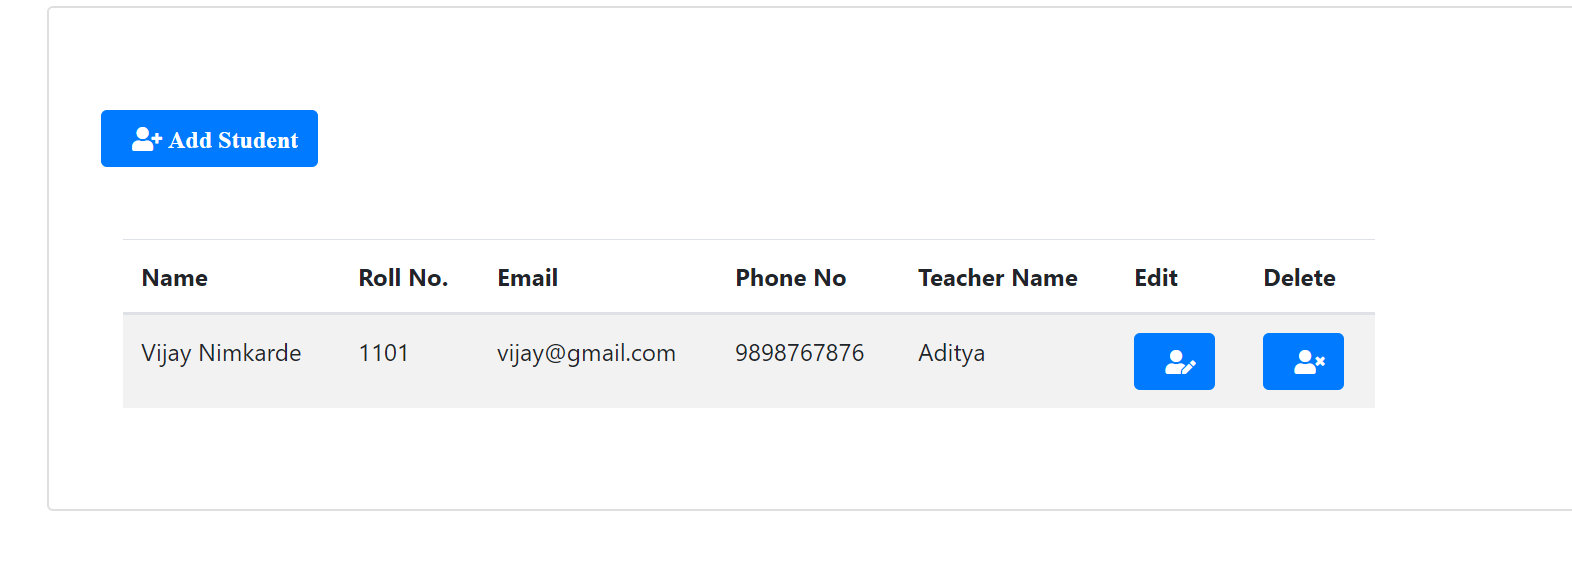 Add Student
Name Roll No. Email Phone No Teacher Name Edit Delete
Vijay Nimkarde 1101 vijay@gmail.com 9898767876 Aditya